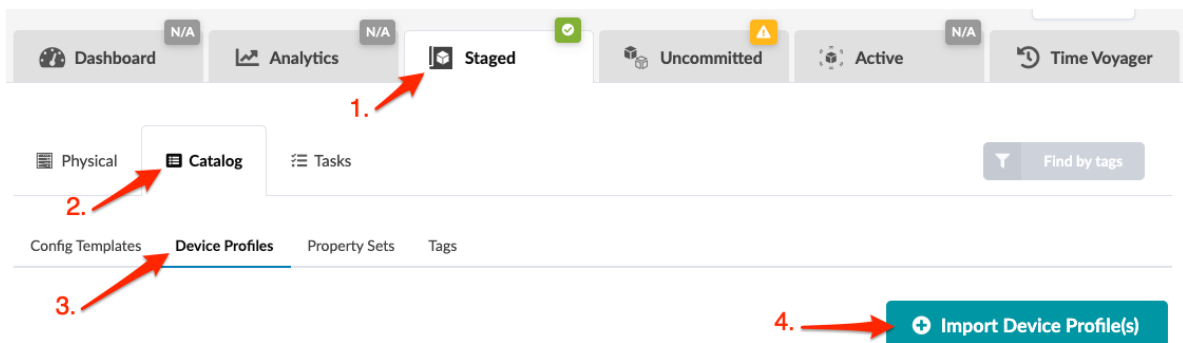 N/A N/A N/A
Dashboard Analytics Staged Uncommitted Active Time Voyager
1.
Physical Catalog Tasks Find by tags
2.
Config Templates Device Profiles Property Sets Tags
3.
4. Import Device Profile(s)